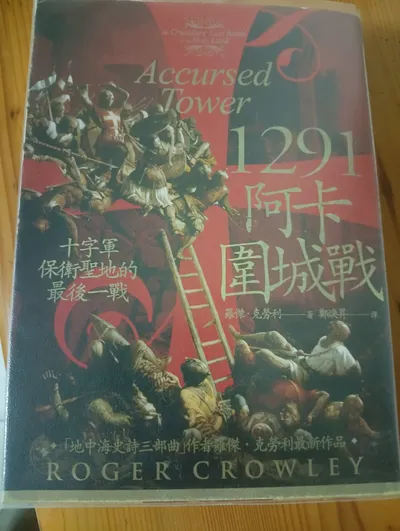 Accursed
Tower
1291
阿卡
圍城戰
十字軍
保衛聖地的
最後一戰
羅傑·克勞利——著 鄭煥昇——譯
「地中海史詩三部曲」作者羅傑·克勞利最新作品
ROGER CROWLEY